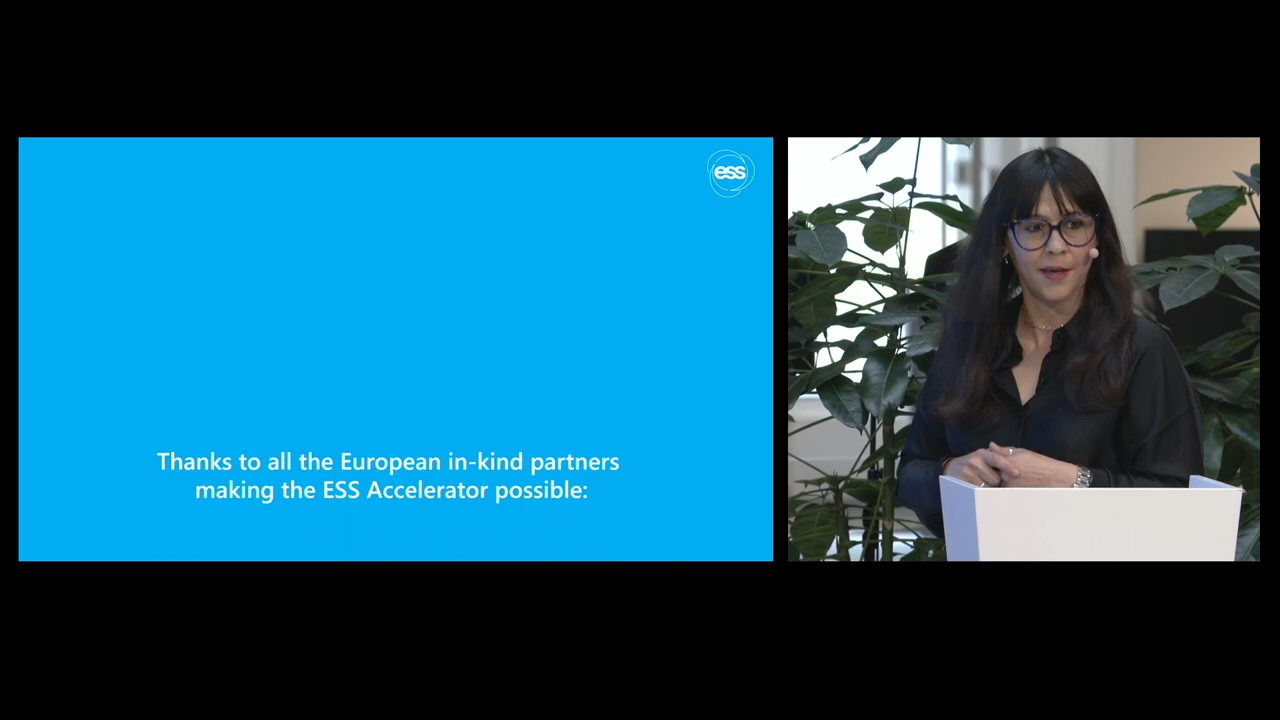 ess
Thanks to all the European in-kind partners
making the ESS Accelerator possible: